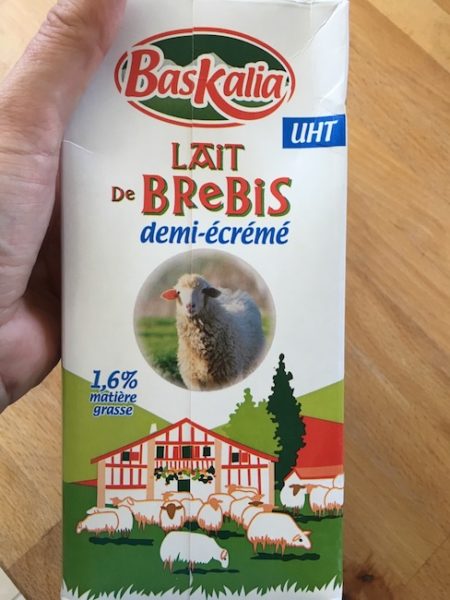 Baskalia
UHT
LAiT
De BReBiS
demi-écrémé
1,6%
matière
grasse